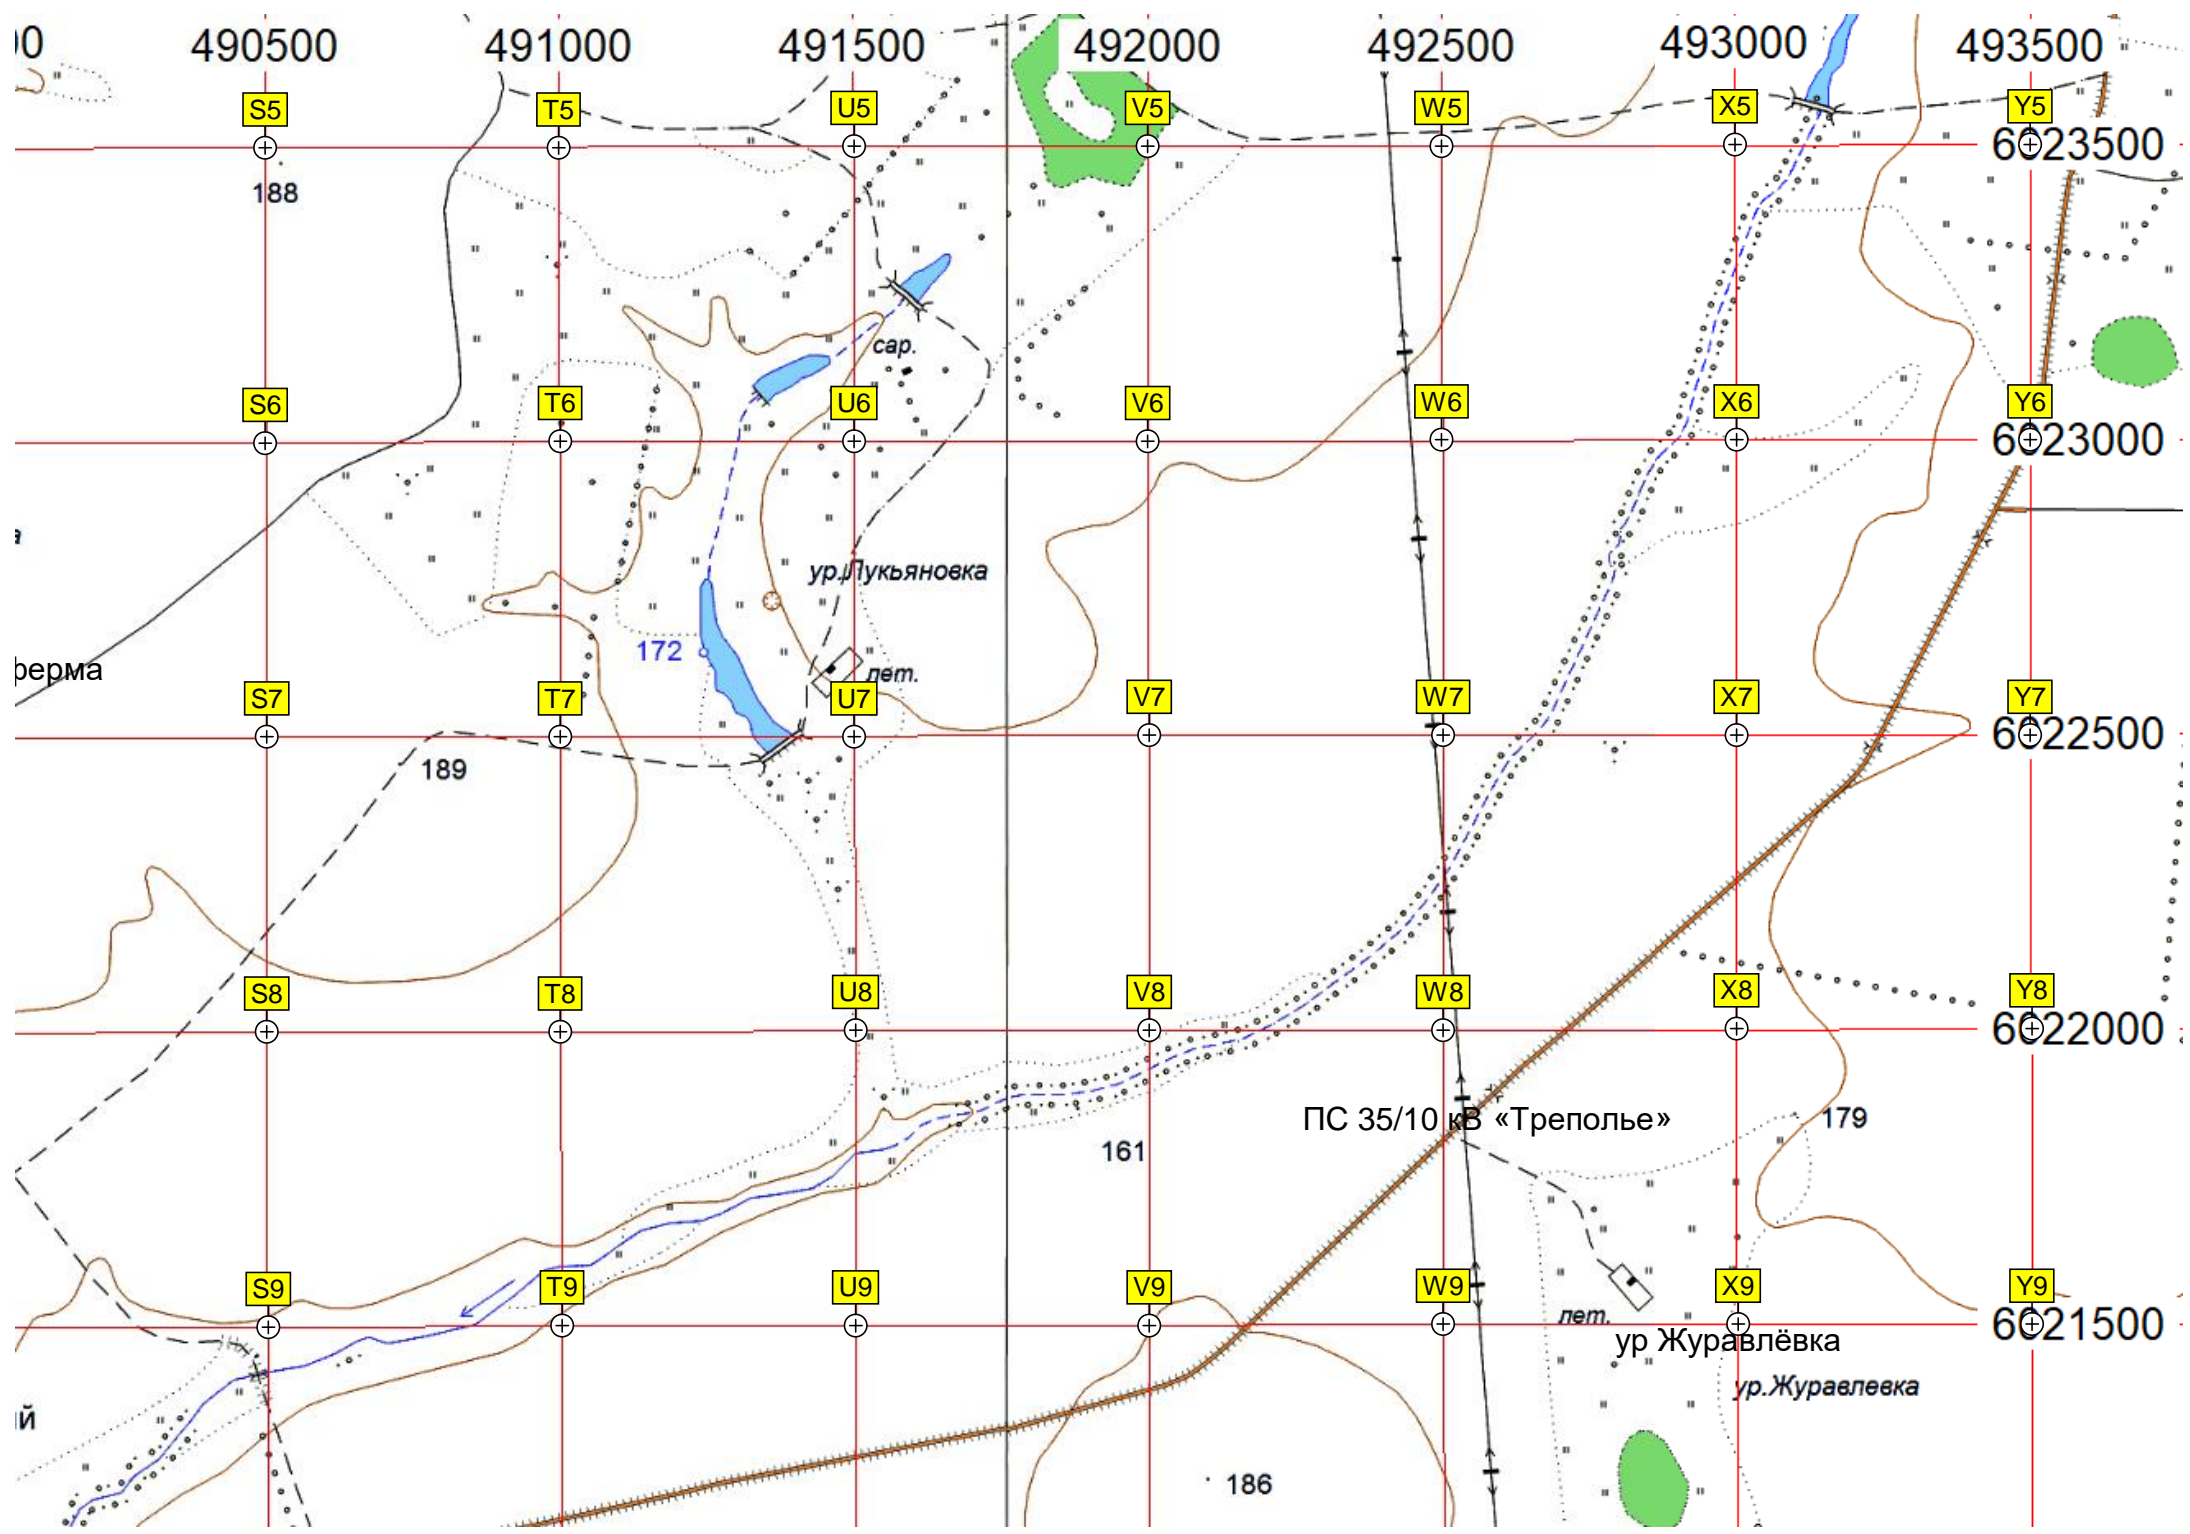 490500 491000 491500 492000 492500 493000 493500
S5 T5 U5 V5 W5 X5 Y5
6023500
188
сар.
S6 T6 U6 V6 W6 X6 Y6
6023000
ур.Лукьяновка
172
лет.
S7 T7 U7 V7 W7 X7 Y7
6022500
189
S8 T8 U8 V8 W8 X8 Y8
6022000
ПС 35/10 кВ «Треполье»
179
161
S9 T9 U9 V9 W9 X9 Y9
лет.
6021500
ур Журавлёвка
ур.Журавлевка
й
186